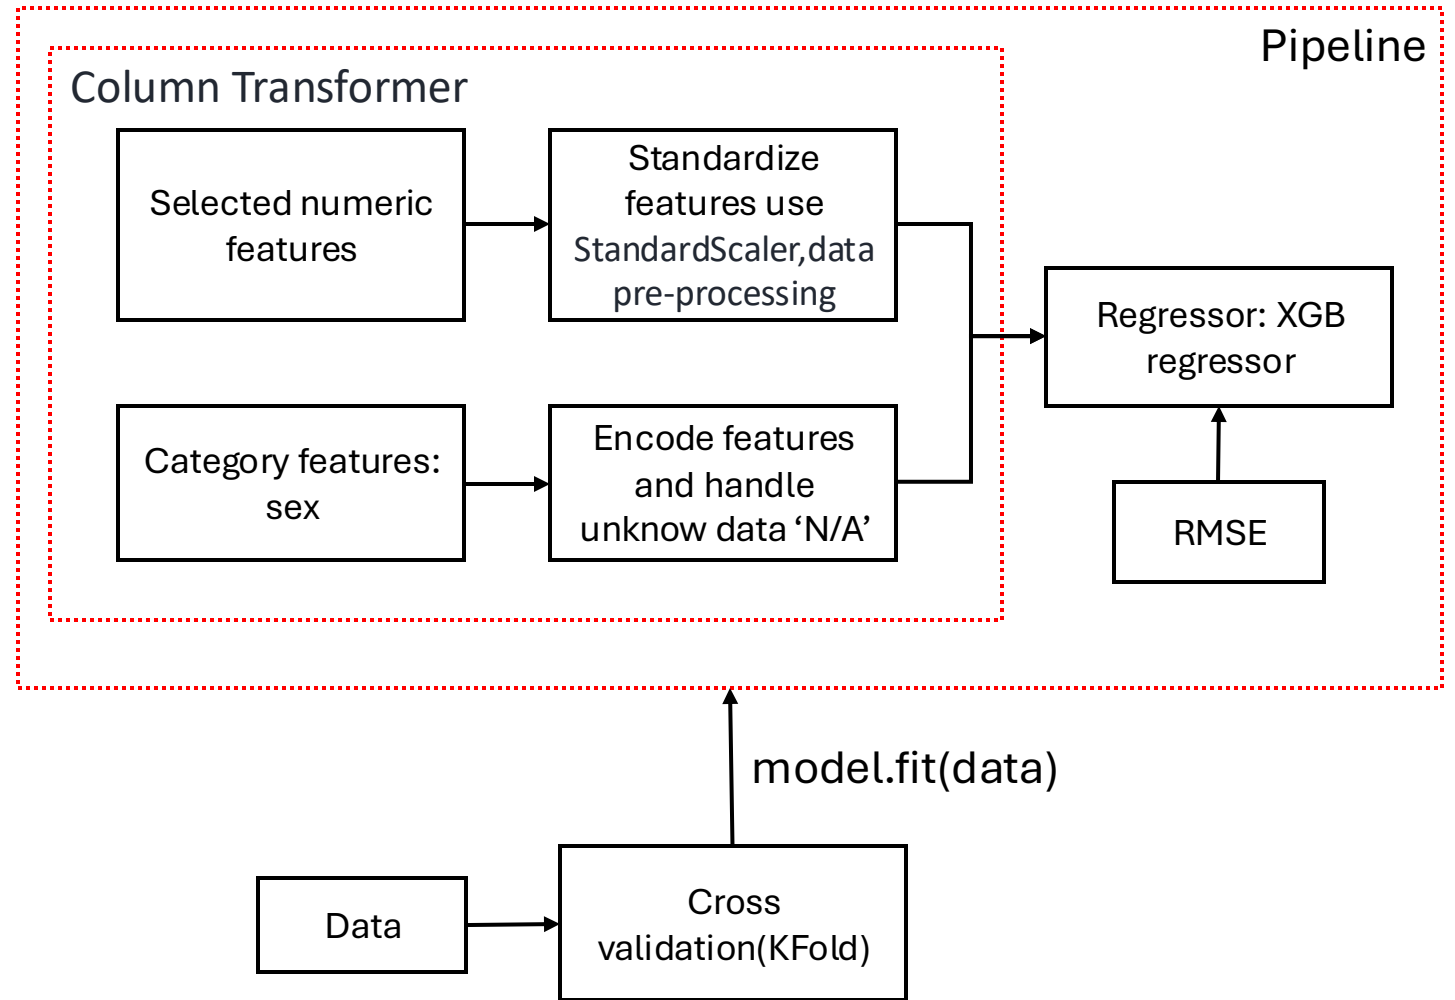 Pipeline
Column Transformer
Selected numeric
features
Standardize
features use
StandardScaler,data
pre-processing
Regressor: XGB
regressor
Category features:
sex
Encode features
and handle
unknow data ‘N/A’
RMSE
model.fit(data)
Data
Cross
validation(KFold)